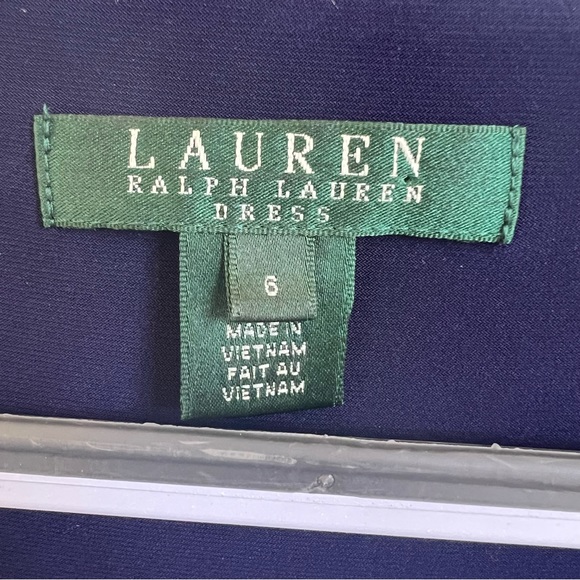 LAUREN
RALPH LAUREN
DRESS
6
MADE IN
VIETNAM
FAIT AU
VIETNAM